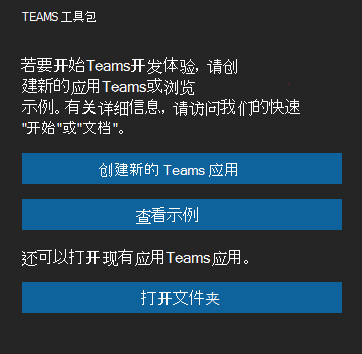 TEAMS 工具包
若要开始Teams开发体验, 请创
建新的应用Teams或浏览
示例。有关详细信息, 请访问我们的快速
"开始"或"文档"。
创建新的 Teams 应用
查看示例
还可以打开现有应用Teams应用。
打开文件夹